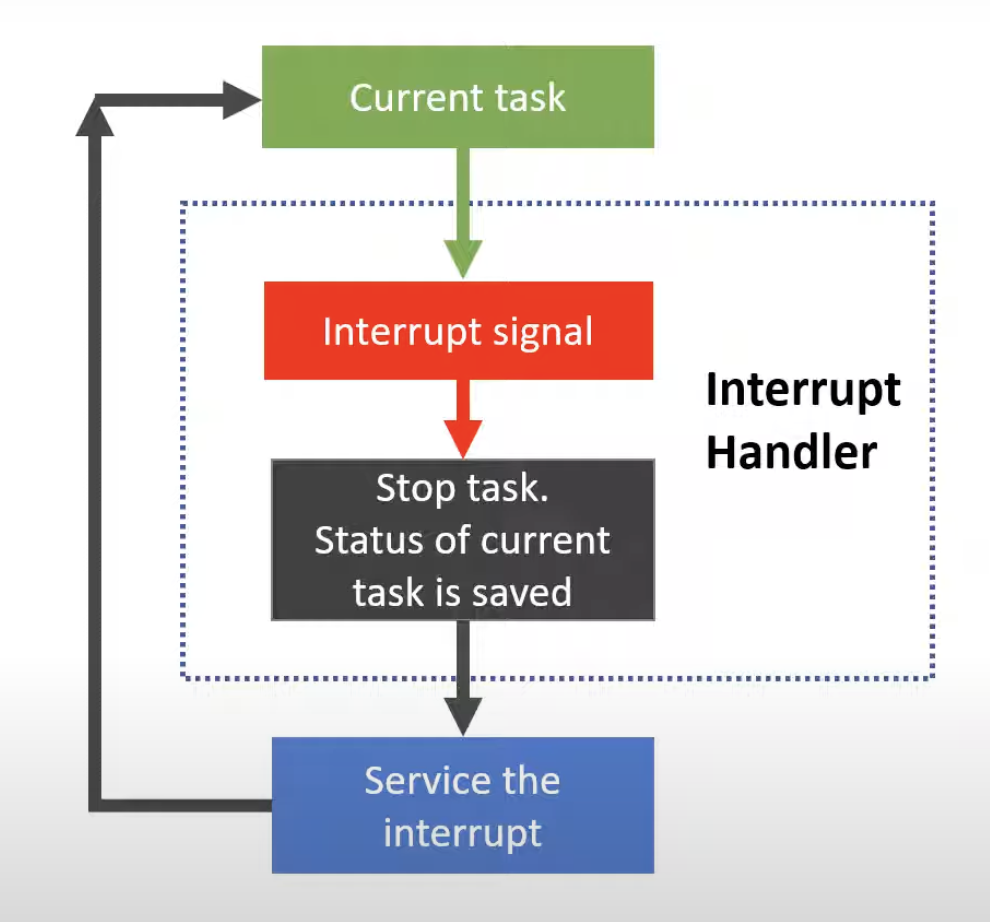 Current task
Interrupt signal
Interrupt
Handler
Stop task.
Status of current
task is saved
Service the
interrupt